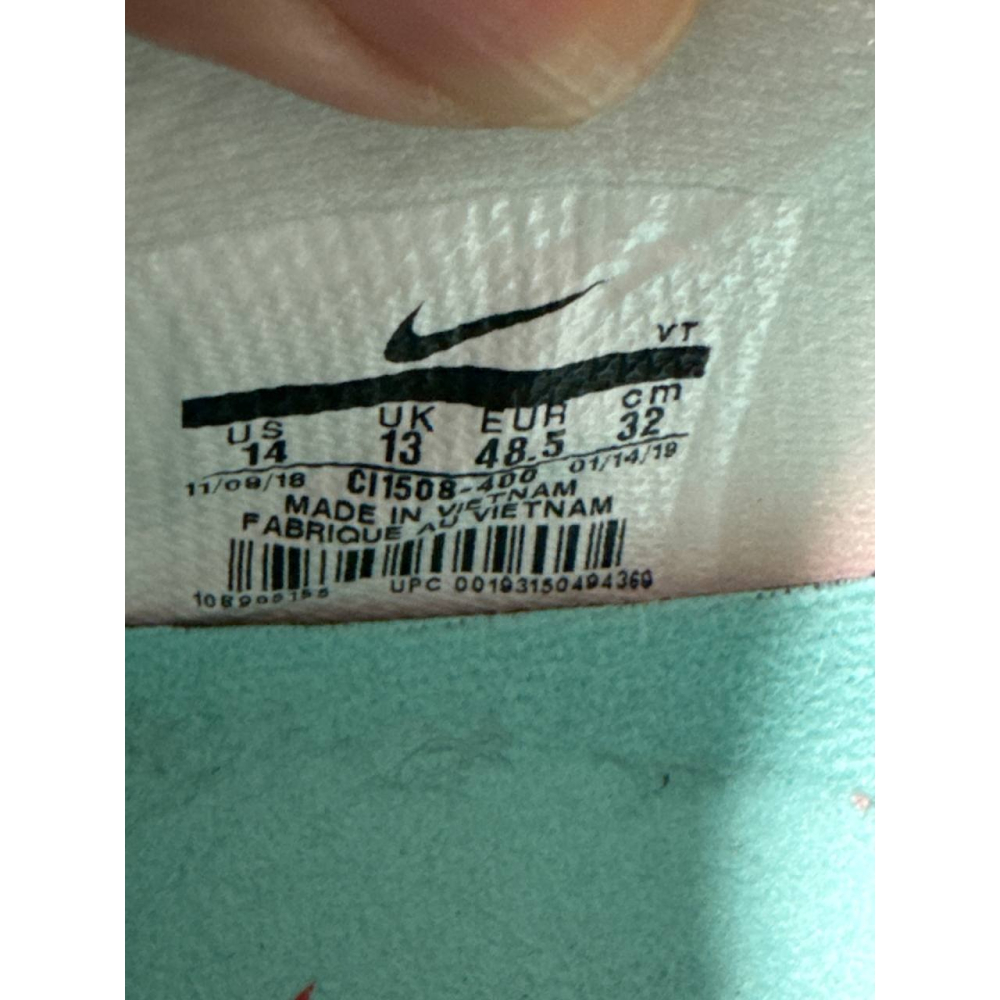 VT
US UK EUR cm
14 13 48.5 32
11/09/18 CI1508-400 01/14/19
MADE IN VIETNAM
FABRIQUE AU VIETNAM
UPC 00193150494360